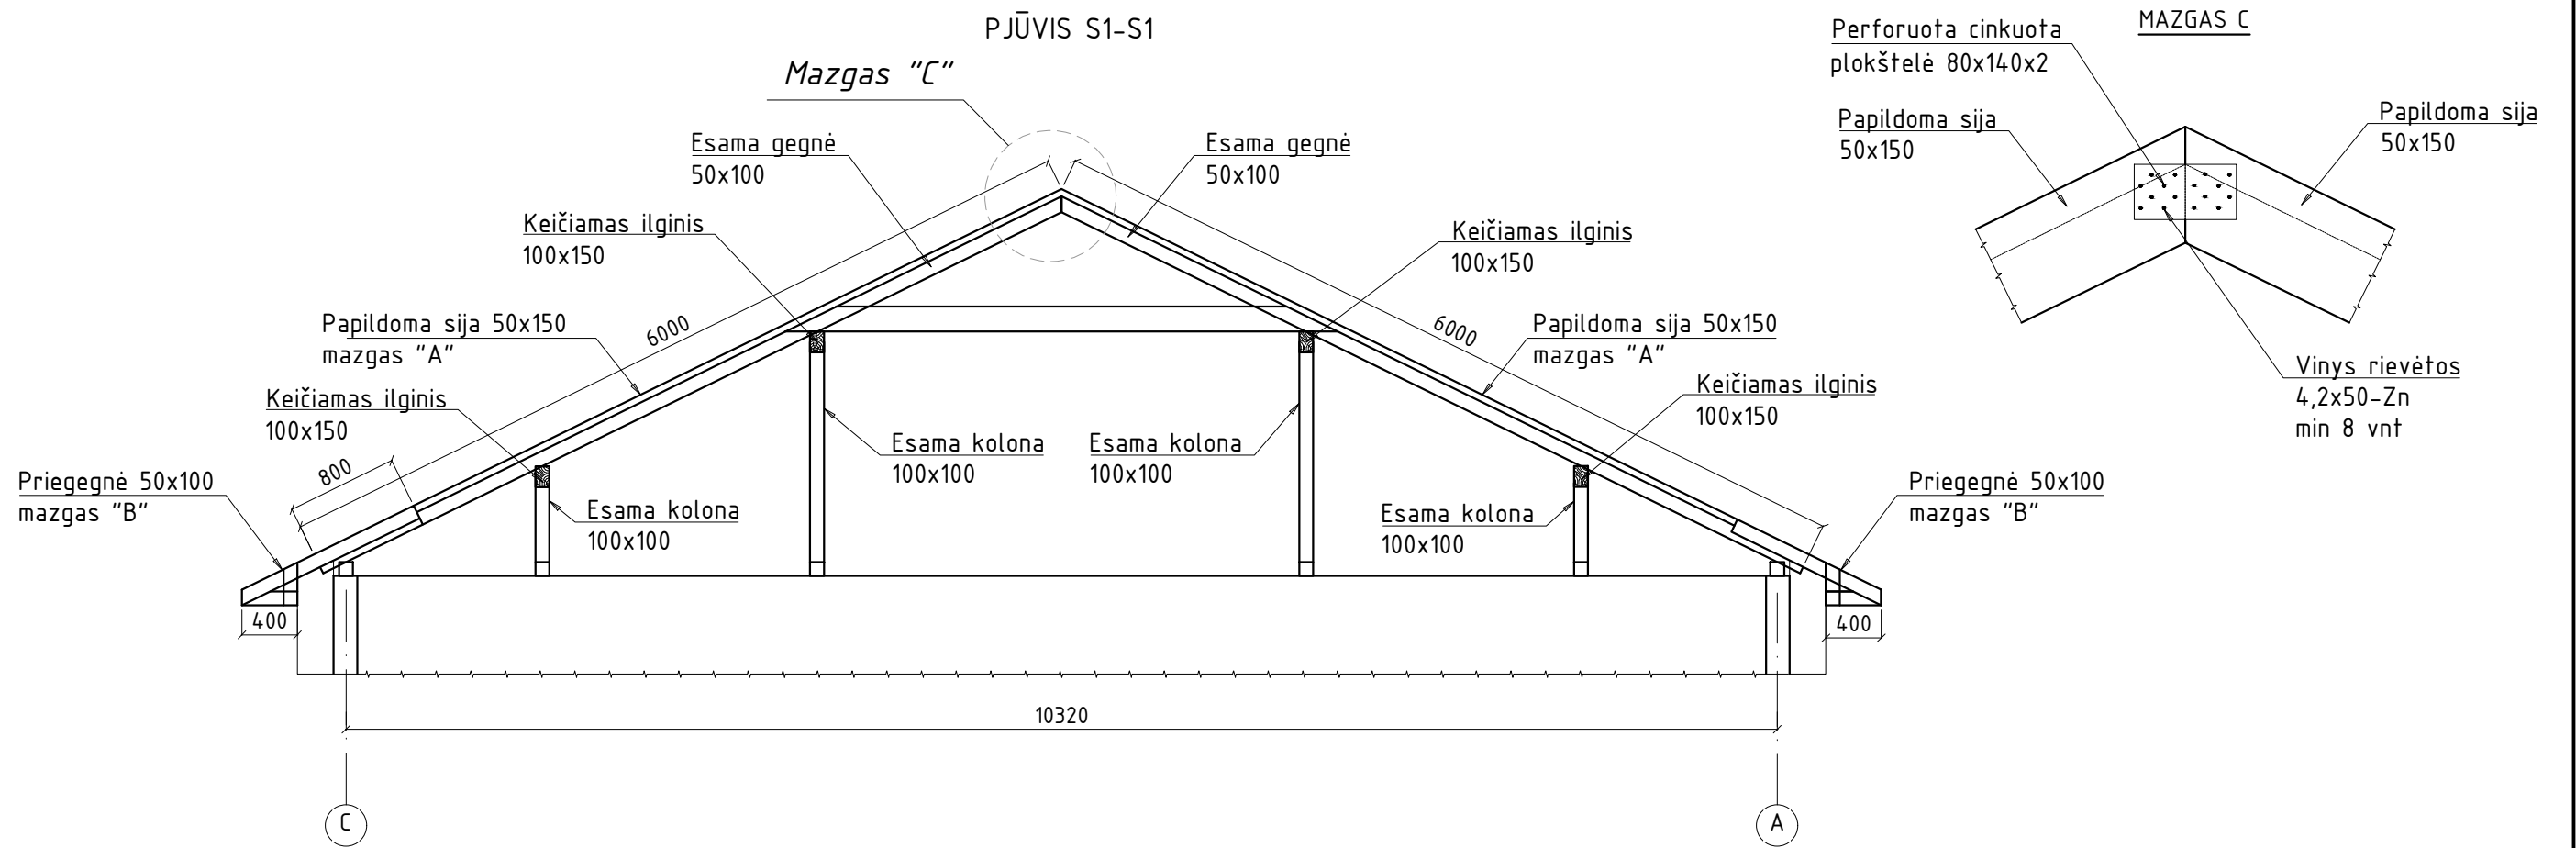 PJŪVIS S1-S1
Mazgas "C"
Esama gegnė
50x100
Esama gegnė
50x100
Keičiamas ilginis
100x150
Keičiamas ilginis
100x150
6000
6000
Papildoma sija 50x150
mazgas "A"
Papildoma sija 50x150
mazgas "A"
Keičiamas ilginis
100x150
Keičiamas ilginis
100x150
800
Priegegnė 50x100
mazgas "B"
Priegegnė 50x100
mazgas "B"
Esama kolona
100x100
Esama kolona
100x100
Esama kolona
100x100
Esama kolona
100x100
400
400
10320
C
A
MAZGAS C
Perforuota cinkuota
plokštelė 80x140x2
Papildoma sija
50x150
Papildoma sija
50x150
Vinys rievėtos
4,2x50-Zn
min 8 vnt